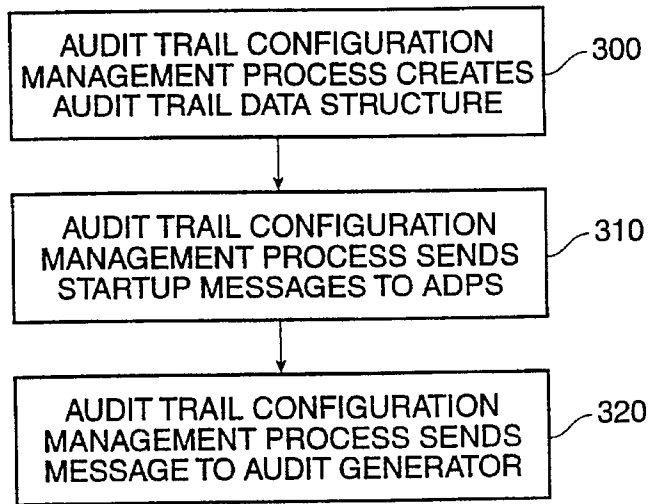 AUDIT TRAIL CONFIGURATION
MANAGEMENT PROCESS CREATES
AUDIT TRAIL DATA STRUCTURE
300
AUDIT TRAIL CONFIGURATION
MANAGEMENT PROCESS SENDS
STARTUP MESSAGES TO ADPS
310
AUDIT TRAIL CONFIGURATION
MANAGEMENT PROCESS SENDS
MESSAGE TO AUDIT GENERATOR
320